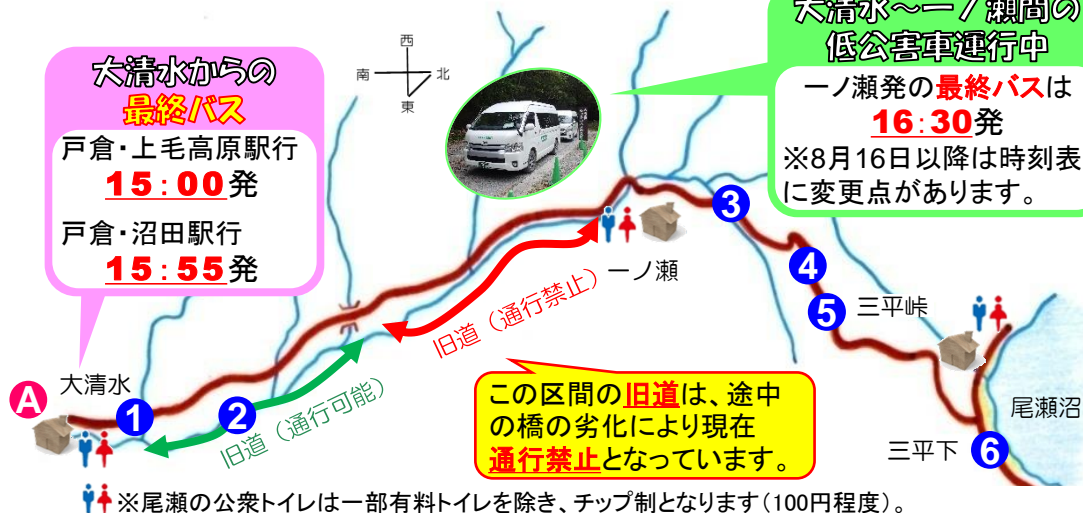 大清水からの
最終バス
戸倉・上毛高原駅行
15:00発
戸倉・沼田駅行
15:55発
西
南
北
東
大清水～一ノ瀬間の
低公害車運行中
一ノ瀬発の最終バスは
16:30発
※8月16日以降は時刻表
に変更点があります。
3
一ノ瀬
4
5
三平峠
旧道（通行禁止）
A
大清水
1
2
旧道（通行可能）
この区間の旧道は、途中
の橋の劣化により現在
通行禁止となっています。
尾瀬沼
三平下
6
※尾瀬の公衆トイレは一部有料トイレを除き、チップ制となります（100円程度）。